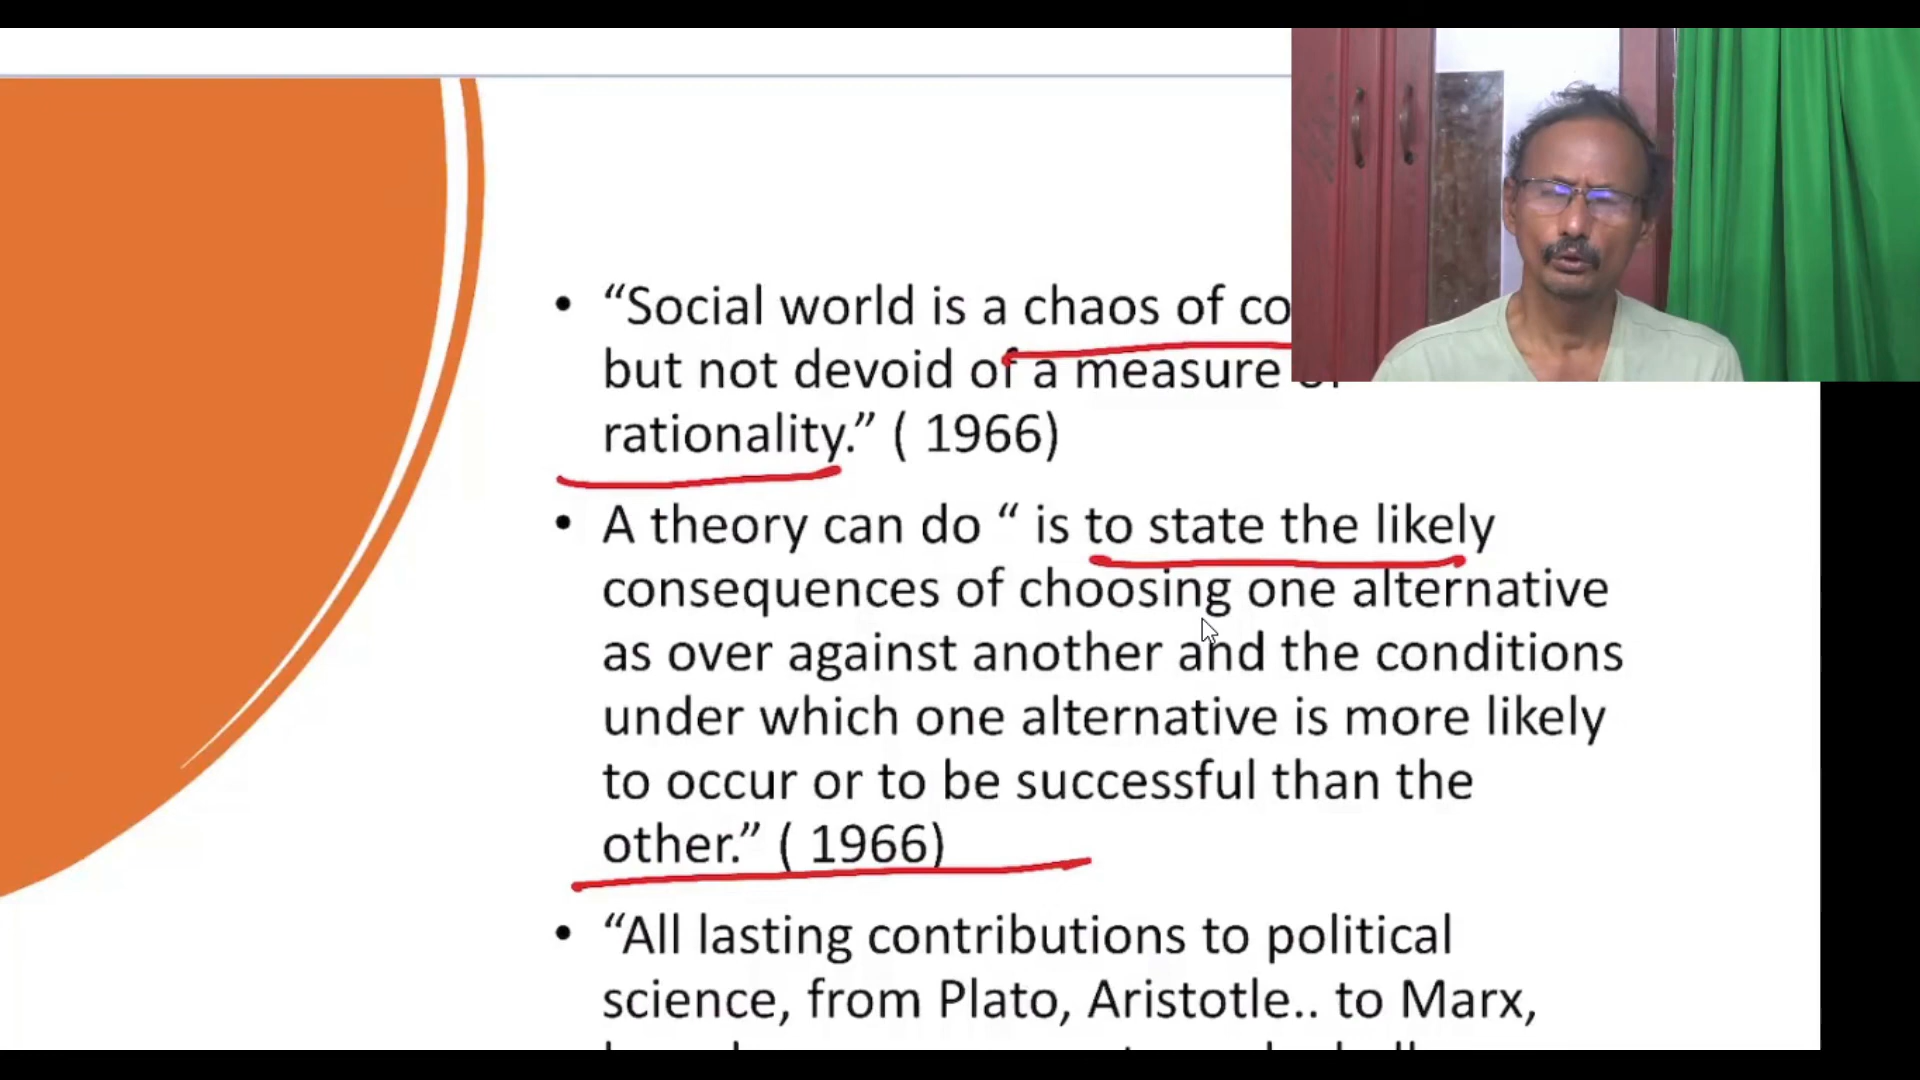 • “Social world is a chaos of co
but not devoid of a measure of
rationality.” ( 1966)
• A theory can do “ is to state the likely
consequences of choosing one alternative
as over against another and the conditions
under which one alternative is more likely
to occur or to be successful than the
other.” ( 1966)
• “All lasting contributions to political
science, from Plato, Aristotle.. to Marx,